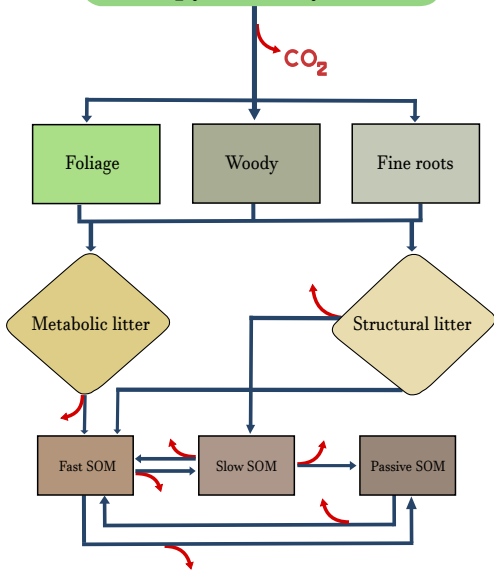 CO2
Foliage
Woody
Fine roots
Metabolic litter
Structural litter
Fast SOM
Slow SOM
Passive SOM